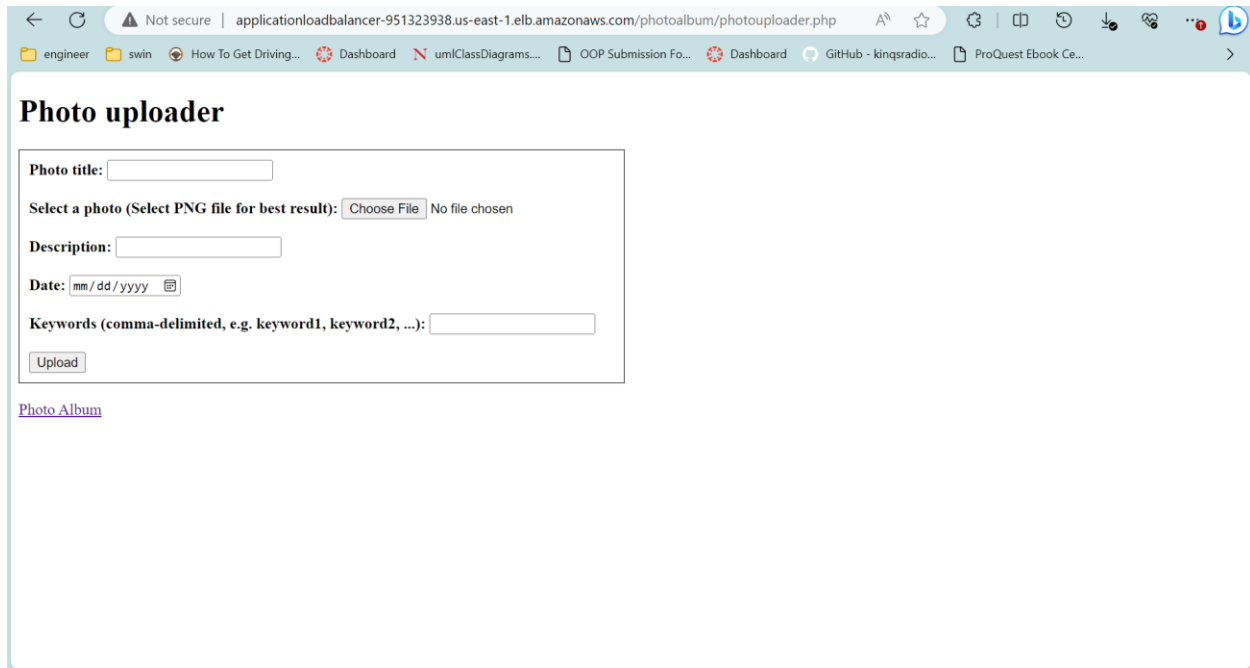 Not secure | applicationloadbalancer-951323938.us-east-1.elb.amazonaws.com/photoalbum/photouploader.php
engineer swin How To Get Driving... Dashboard umlClassDiagrams.... OOP Submission Fo... Dashboard GitHub - kingsradio... ProQuest Ebook Ce...
Photo uploader
Photo title:
Select a photo (Select PNG file for best result): Choose File No file chosen
Description:
Date: mm/dd/yyyy
Keywords (comma-delimited, e.g. keyword1, keyword2, ...):
Upload
Photo Album